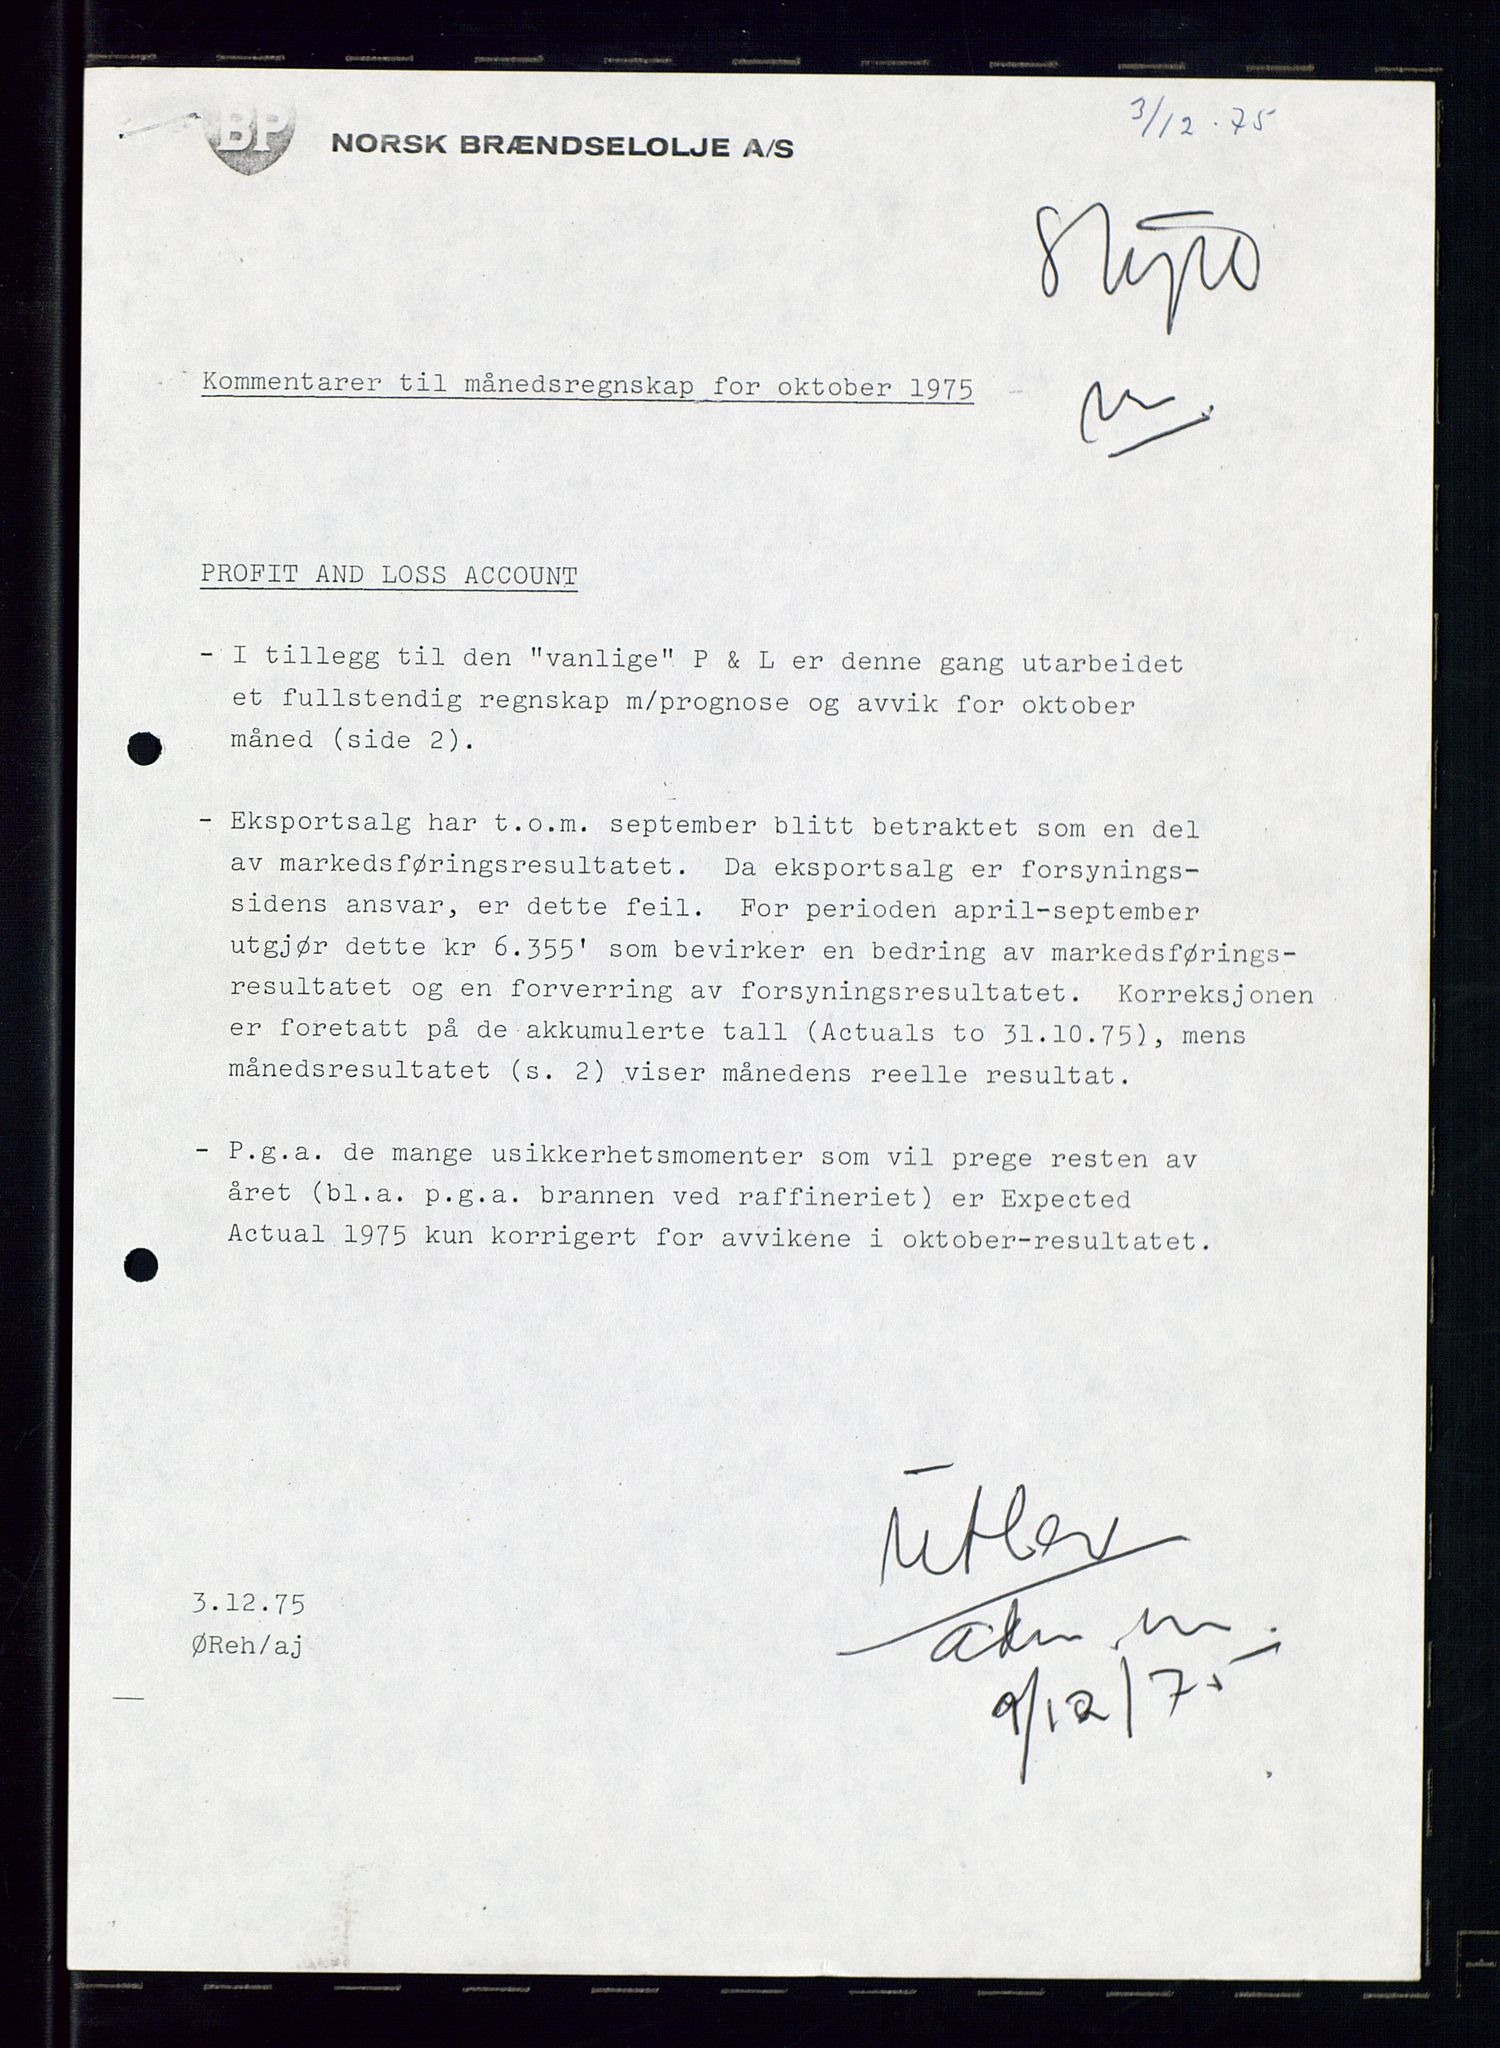 3/12.75
BP
NORSK BRÆNDSELOLJE A/S
Kommentarer til månedsregnskap for oktober 1975
PROFIT AND LOSS ACCOUNT
- I tillegg til den "vanlige" P & L er denne gang utarbeidet
et fullstendig regnskap m/prognose og avvik for oktober
måned (side 2).
- Eksportsalg har t.o.m. september blitt betraktet som en del
av markedsføringsresultatet. Da eksportsalg er forsynings-
sidens ansvar, er dette feil. For perioden april-september
utgjør dette kr 6.355' som bevirker en bedring av markedsførings-
resultatet og en forverring av forsyningsresultatet. Korreksjonen
er foretatt på de akkumulerte tall (Actuals to 31.10.75), mens
månedsresultatet (s. 2) viser månedens reelle resultat.
- P.g.a. de mange usikkerhetsmomenter som vil prege resten av
året (bl.a. p.g.a. brannen ved raffineriet) er Expected
Actual 1975 kun korrigert for avvikene i oktober-resultatet.
adm.
9/12/75
3.12.75
ØReh/aj